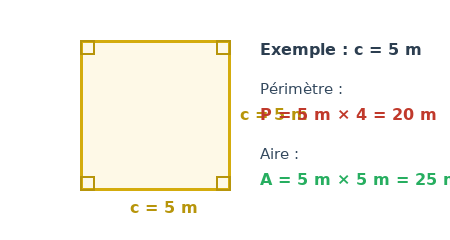 Exemple : c = 5 m
Périmètre :
c = 5 m
P = 5 m × 4 = 20 m
Aire :
A = 5 m × 5 m = 25 m
c = 5 m